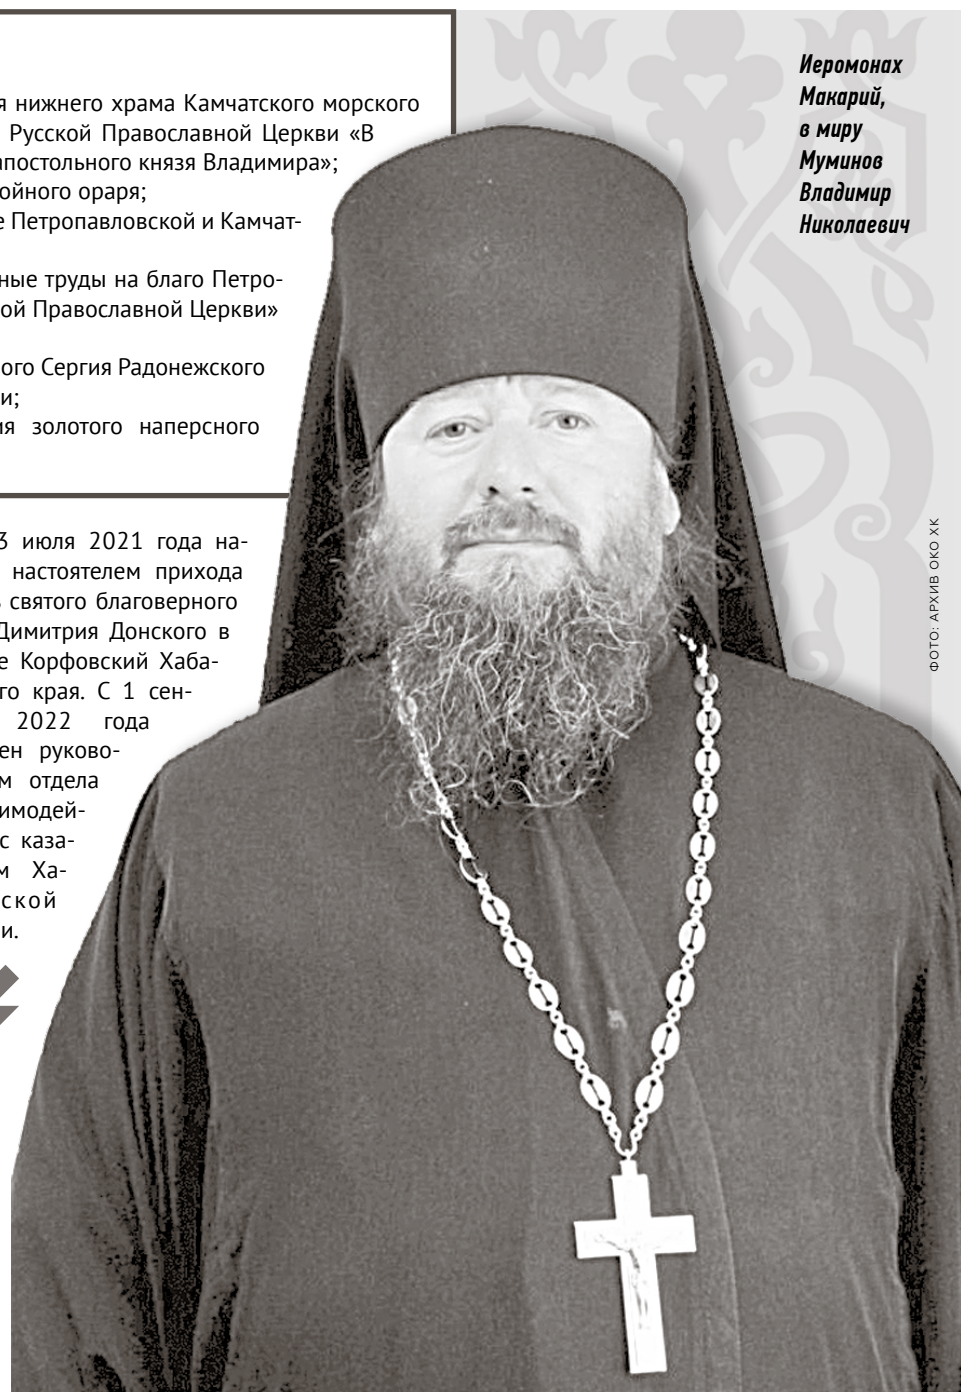 я нижнего храма Камчатского морского
Русской Православной Церкви «В
апостольного князя Владимира»;
ойного ораря;
е Петропавловской и Камчат-
ные труды на благо Петро-
ой Православной Церкви»
ого Сергия Радонежского
и;
ия золотого наперсного
3 июля 2021 года на-
настоятелем прихода
ь святого благоверного
Димитрия Донского в
е Корфовский Хаба-
го края. С 1 сен-
2022 года
ен руково-
м отдела
имодей-
с каза-
м Ха-
ской
и.
Иеромонах
Макарий,
в миру
Муминов
Владимир
Николаевич
ФОТО: АРХИВ ОКО ХК